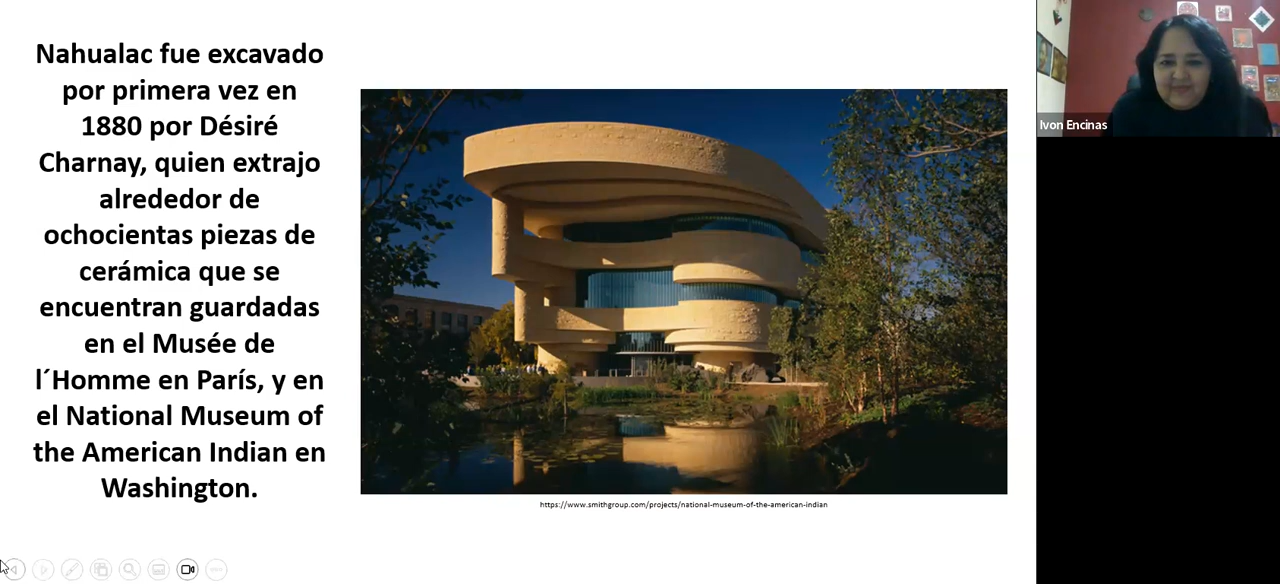 Nahualac fue excavado
por primera vez en
1880 por Désiré
Charnay, quien extrajo
alrededor de
ochocientas piezas de
cerámica que se
encuentran guardadas
en el Musée de
l´Homme en París, y en
el National Museum of
the American Indian en
Washington.
https://www.smithgroup.com/projects/national-museum-of-the-american-indian
Ivon Encinas